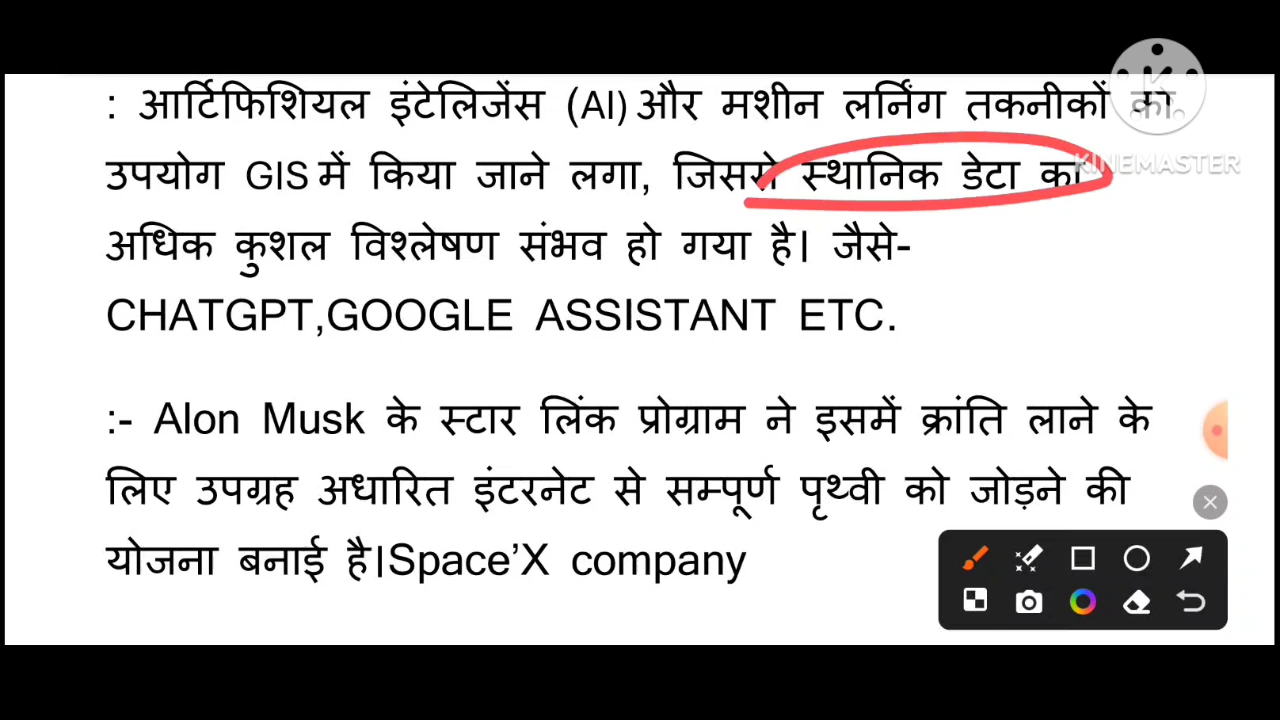 : आर्टिफिशियल इंटेलिजेंस (AI) और मशीन लर्निंग तकनीकों का
उपयोग GIS में किया जाने लगा, जिससे स्थानिक डेटा का
KINEMASTER
अधिक कुशल विश्लेषण संभव हो गया है। जैसे-
CHATGPT,GOOGLE ASSISTANT ETC.
:- Alon Musk के स्टार लिंक प्रोग्राम ने इसमें क्रांति लाने के
लिए उपग्रह अधारित इंटरनेट से सम्पूर्ण पृथ्वी को जोड़ने की
योजना बनाई है।Space’X company